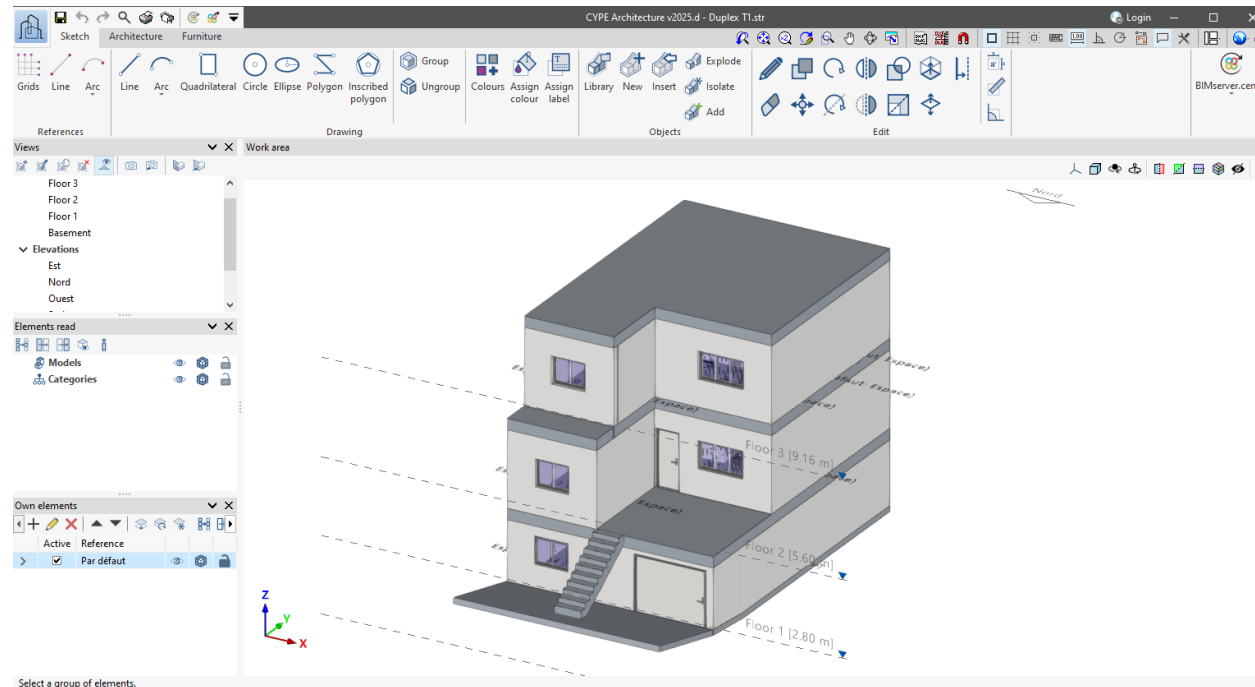 CYPE Architecture v2025.d - Duplex T1.str
Login
Sketch Architecture Furniture
Grids Line Arc Line Arc Quadrilateral Circle Ellipse Polygon Inscribed polygon
Group
Ungroup
Colours Assign colour Assign label
Library New Insert
Explode
Isolate
Add
BIMserver.cen
References Drawing Objects Edit
Views
Work area
Floor 3
Floor 2
Floor 1
Basement
Elevations
Est
Nord
Ouest
Elements read
Models
Categories
Own elements
Active Reference
Par défaut
Nord
Espace)
Espace)
Espace)
Espace)
Floor 3 [9.16 m]
Espace)
Floor 2 [5.60 m]
Floor 1 [2.80 m]
Z
Y
X
Select a group of elements.